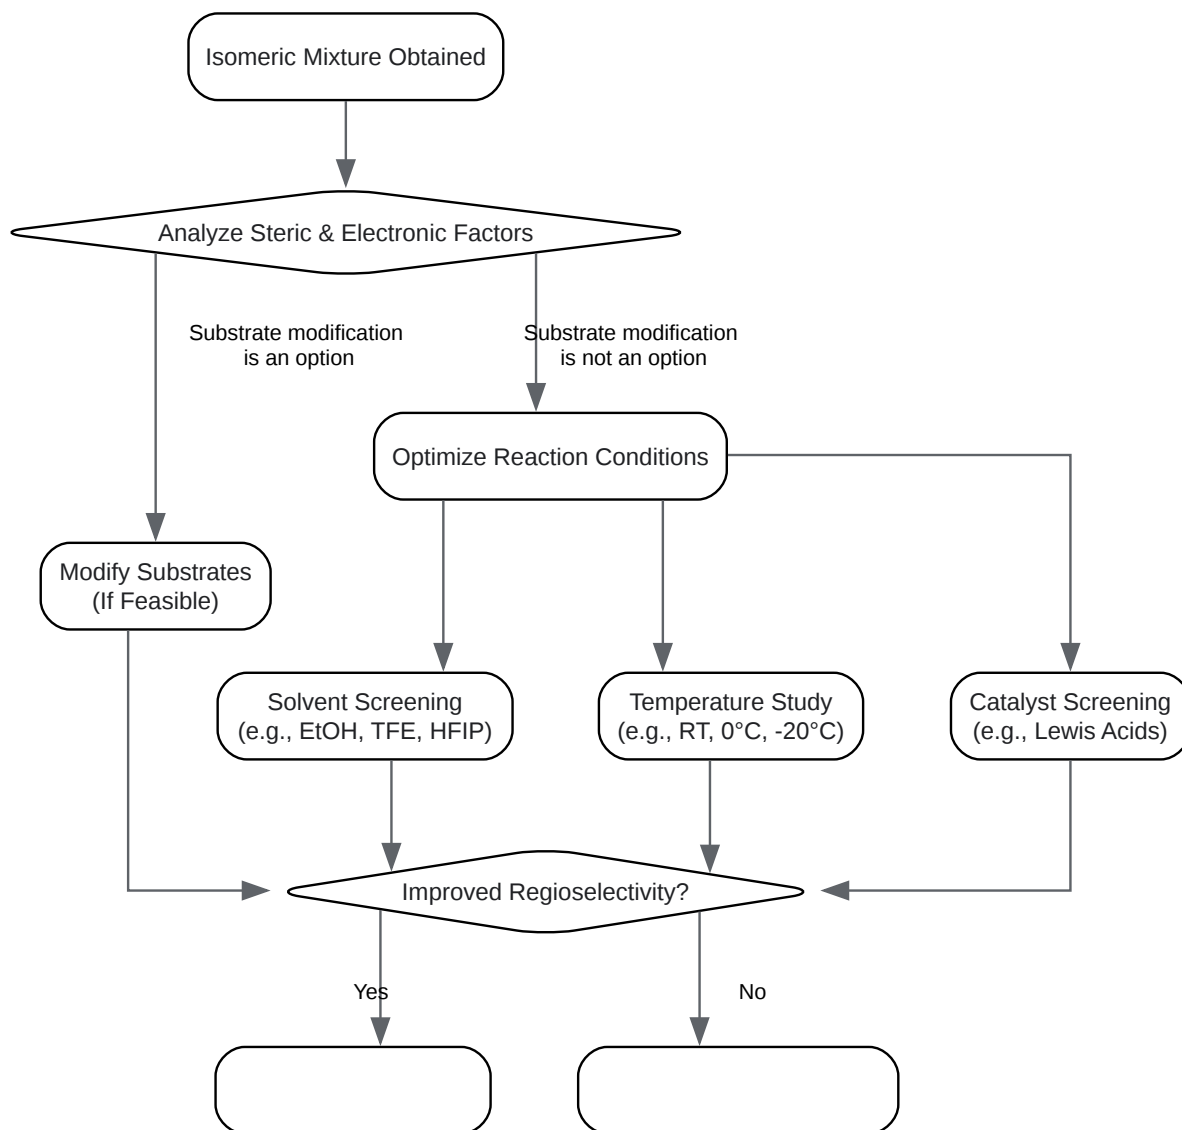 Isomeric Mixture Obtained
Analyze Steric & Electronic Factors
Substrate modification
is an option
Substrate modification
is not an option
Optimize Reaction Conditions
Modify Substrates
(If Feasible)
Solvent Screening
(e.g., EtOH, TFE, HFIP)
Temperature Study
(e.g., RT, 0°C, -20°C)
Catalyst Screening
(e.g., Lewis Acids)
Improved Regioselectivity?
Yes
No